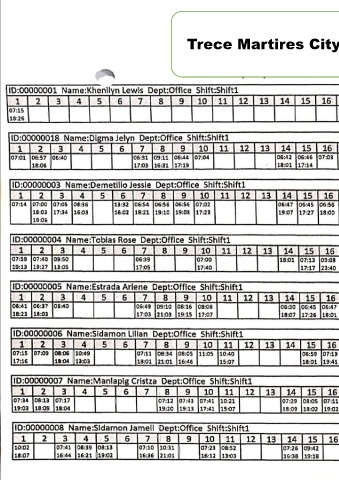 Trece Martires City
ID:00000001 Name:Khenilyn Lewis Dept:Office Shift:Shift1
1 2 3 4 5 6 7 8 9 10 11 12 13 14 15 16
07:15
18:26
ID:00000018 Name:Digma Jelyn Dept:Office Shift:Shift1
1 2 3 4 5 6 7 8 9 10 11 12 13 14 15 16
07:01 06:57 06:40 06:31 09:11 06:44 07:04 06:42 06:46 07:03
18:06 17:03 16:31 17:19 18:01 17:14
ID:00000003 Name:Demetilio Jessie Dept:Office Shift:Shift1
1 2 3 4 5 6 7 8 9 10 11 12 13 14 15 16
07:14 07:00 07:05 08:36 13:32 06:54 06:56 06:56 07:02 06:47 06:45 06:56
18:03 17:34 16:03 16:02 18:21 19:10 19:08 17:23 19:07 17:27 18:00
19:06
ID:00000004 Name:Tobias Rose Dept:Office Shift:Shift1
1 2 3 4 5 6 7 8 9 10 11 12 13 14 15 16
07:59 07:40 09:50 06:39 07:00 18:01 07:13 09:08
19:13 19:27 13:05 17:05 17:40 17:17 21:40
ID:00000005 Name:Estrada Arlene Dept:Office Shift:Shift1
1 2 3 4 5 6 7 8 9 10 11 12 13 14 15 16
06:41 06:37 06:40 06:49 09:10 08:16 08:06 06:30 06:45 06:47
18:23 18:03 17:03 21:08 19:15 17:07 18:07 17:26 18:01
ID:00000006 Name:Sidamon Lilian Dept:Office Shift:Shift1
1 2 3 4 5 6 7 8 9 10 11 12 13 14 15 16
07:15 07:09 08:06 10:49 07:11 08:34 08:05 11:05 10:40 06:59 07:19
17:16 18:04 13:03 18:01 21:01 16:46 15:07 18:01 19:41
ID:00000007 Name:Manlapig Cristza Dept:Office Shift:Shift1
1 2 3 4 5 6 7 8 9 10 11 12 13 14 15 16
07:34 08:13 07:17 07:12 07:43 07:41 10:21 07:29 07:05 07:11
19:03 18:09 18:04 19:20 19:13 17:41 15:07 18:09 18:02 19:02
ID:00000008 Name:Sidamon Jamell Dept:Office Shift:Shift1
1 2 3 4 5 6 7 8 9 10 11 12 13 14 15 16
10:02 07:41 08:39 08:13 07:10 10:31 07:23 08:52 07:26 09:42
18:07 16:44 16:21 19:02 16:36 21:01 16:12 13:03 16:38 19:18